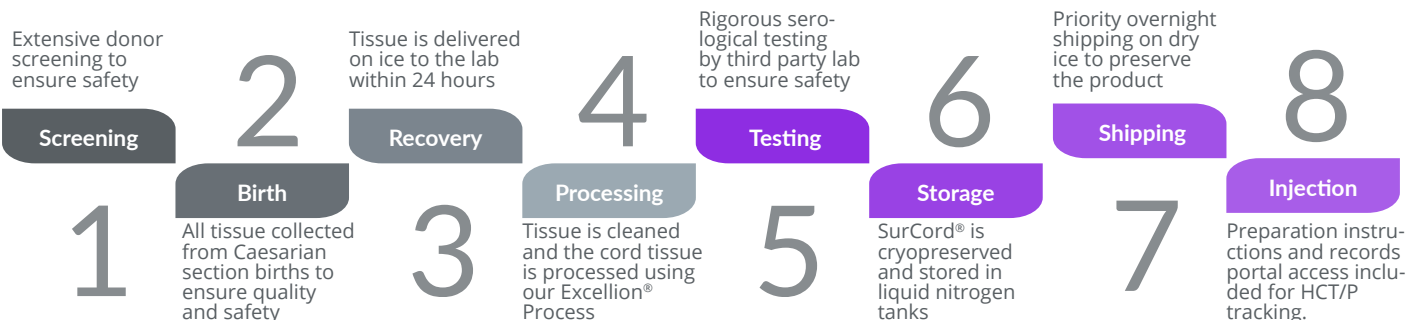 Extensive donor
screening to
ensure safety
Screening
1
2
Birth
All tissue collected
from Caesarian
section births to
ensure quality
and safety
Tissue is delivered
on ice to the lab
within 24 hours
Recovery
3
4
Processing
Tissue is cleaned
and the cord tissue
is processed using
our Excellion®
Process
Rigorous sero-
logical testing
by third party lab
to ensure safety
Testing
5
6
Storage
SurCord® is
cryopreserved
and stored in
liquid nitrogen
tanks
Priority overnight
shipping on dry
ice to preserve
the product
Shipping
7
8
Injection
Preparation instru-
ctions and records
portal access inclu-
ded for HCT/P
tracking.